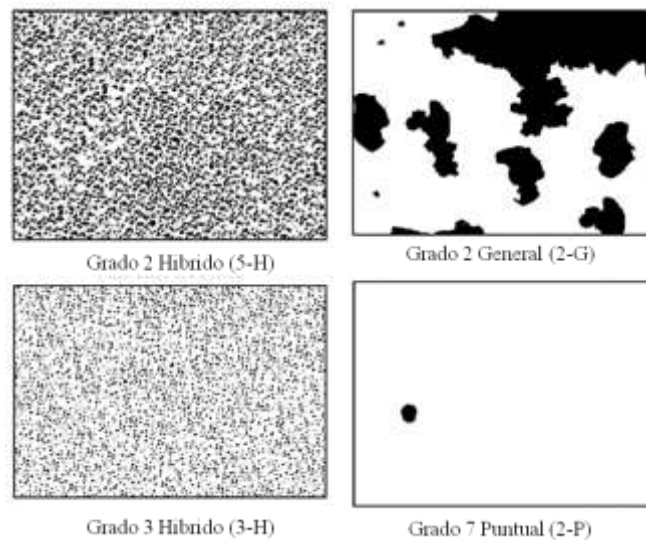 Grado 2 Hibrido (5-H)
Grado 2 General (2-G)
Grado 3 Hibrido (3-H)
Grado 7 Puntual (2-P)